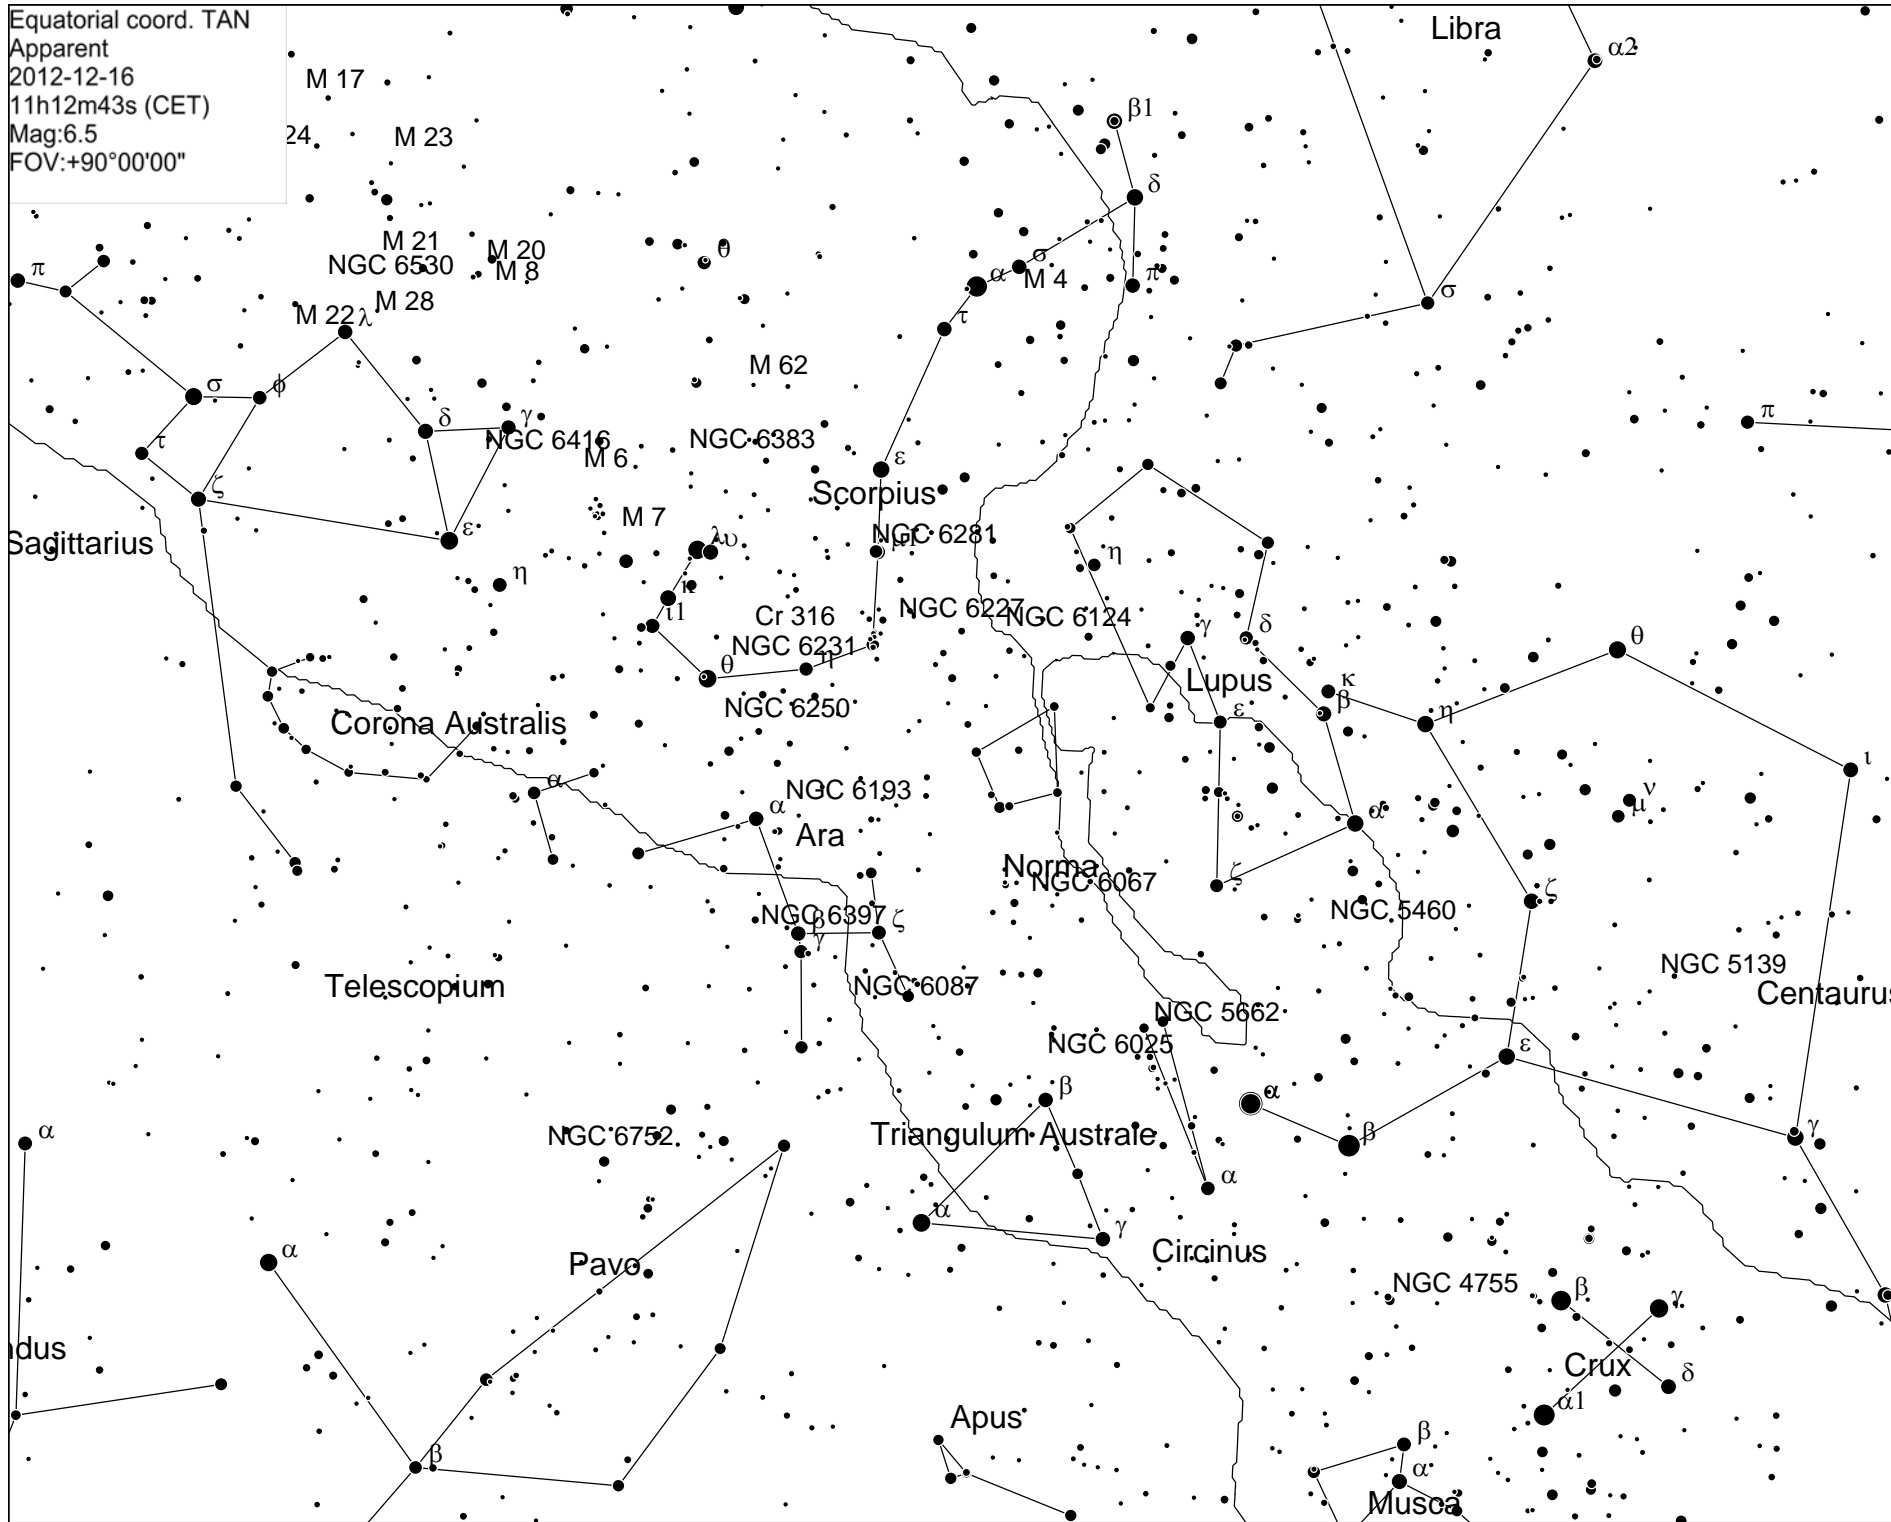 Equatorial coord. TAN
Apparent
2012-12-16
11h12m43s (CET)
Mag:6.5
FOV:+90°00'00"
Libra
α2
M 17
24
M 23
β1
δ
M 21
M 20
NGC 6530
M 8
θ
σ
α
M 4
π
π
M 28
M 22
λ
τ
σ
M 62
σ
ϕ
δ
γ
π
τ
NGC 6416
NGC 6383
M 6
ε
ζ
Scorpius
M 7
ε
Sagittarius
λυ
μ1
NGC 6281
η
η
κ
ι1
Cr 316
NGC 6227
NGC 6124
NGC 6231
η
γ
δ
θ
θ
Lupus
κ
β
NGC 6250
ε
η
Corona Australis
ι
α
NGC 6193
ν
μ
α
α
Ara
Norma
NGC 6067
ζ
ζ
NGC 6397
β
ζ
NGC 5460
γ
NGC 5139
Telescopium
NGC 6087
Centaurus
NGC 5662
NGC 6025
ε
β
α
α
NGC 6752
Triangulum Australe
β
γ
α
α
γ
α
Pavo
Circinus
NGC 4755
β
γ
ndus
Crux
δ
α1
Apus
β
β
α
Musca